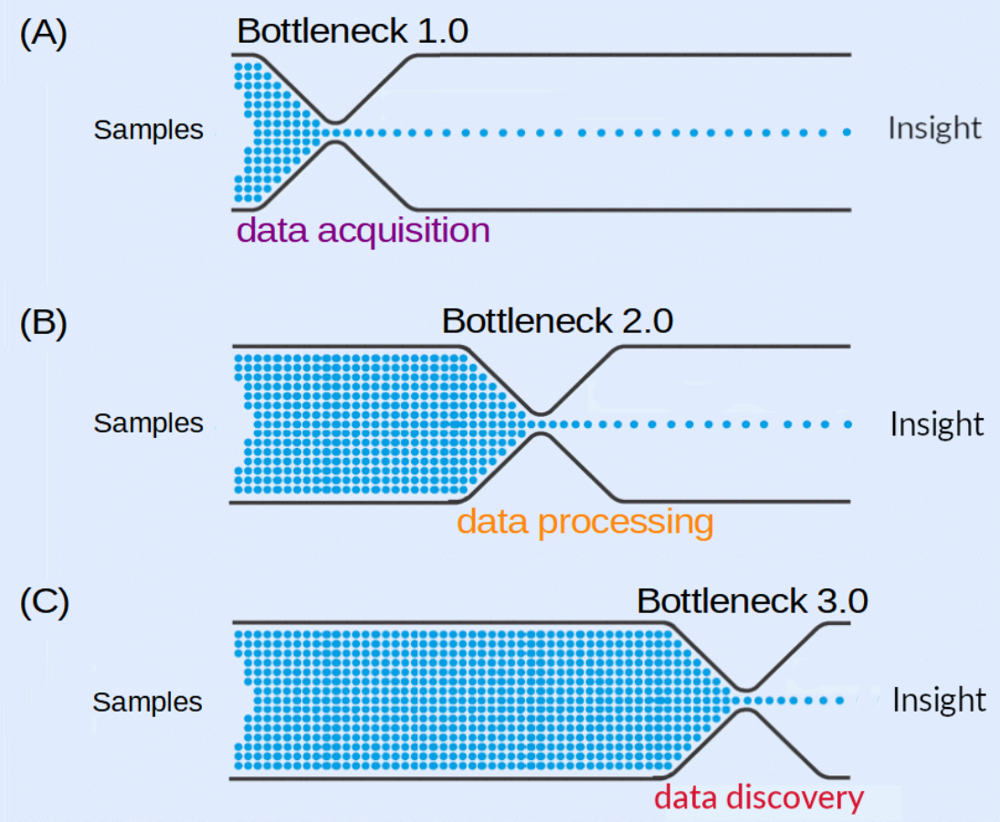 (A)
Bottleneck 1.0
Samples
Insight
data acquisition
(B)
Bottleneck 2.0
Samples
Insight
data processing
(C)
Bottleneck 3.0
Samples
Insight
data discovery